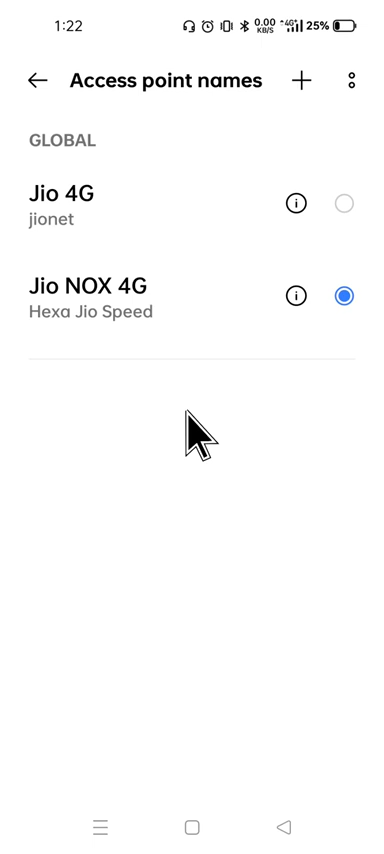 1:22
0.00
KB/S
4G
25%
Access point names
GLOBAL
Jio 4G
jionet
Jio NOX 4G
Hexa Jio Speed